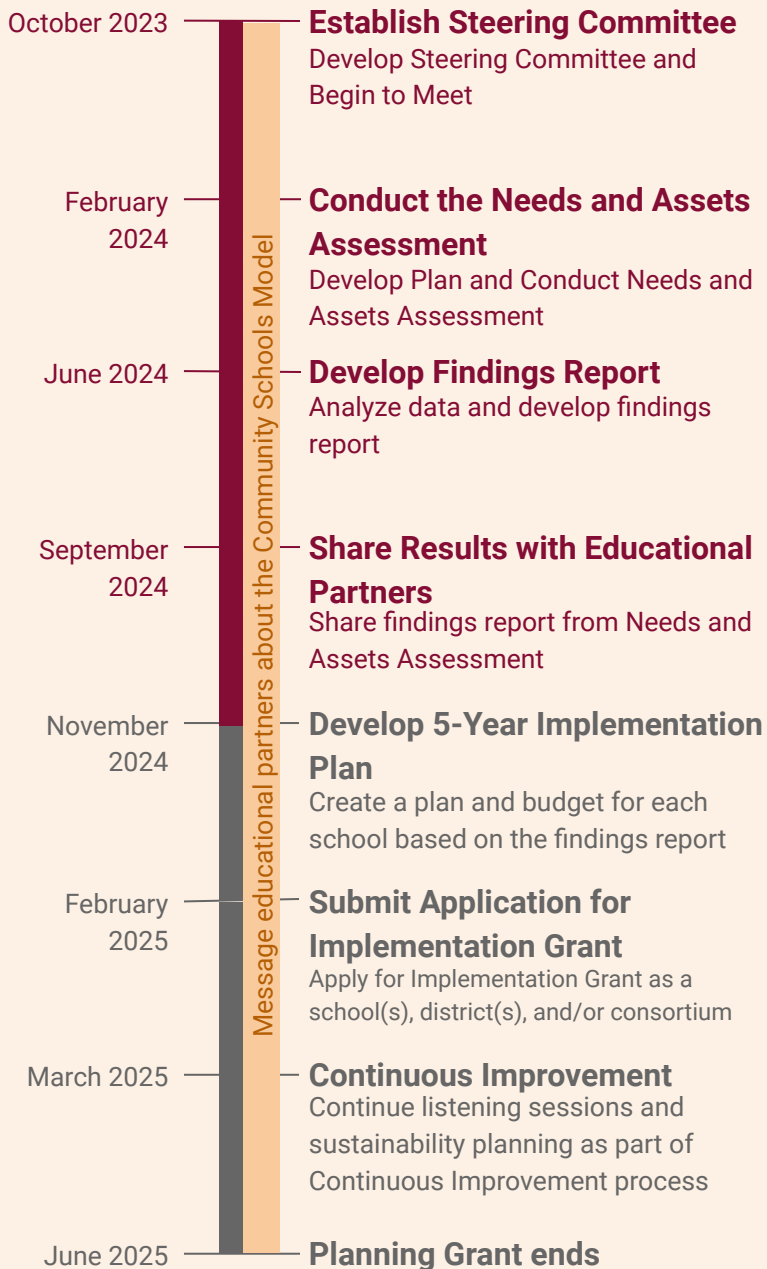 October 2023
Establish Steering Committee
Develop Steering Committee and
Begin to Meet
February
2024
Conduct the Needs and Assets
Assessment
Develop Plan and Conduct Needs and
Assets Assessment
June 2024
Develop Findings Report
Analyze data and develop findings
report
September
2024
Share Results with Educational
Partners
Share findings report from Needs and
Assets Assessment
November
2024
Develop 5-Year Implementation
Plan
Create a plan and budget for each
school based on the findings report
February
2025
Submit Application for
Implementation Grant
Apply for Implementation Grant as a
school(s), district(s), and/or consortium
March 2025
Continuous Improvement
Continue listening sessions and
sustainability planning as part of
Continuous Improvement process
June 2025
Planning Grant ends
Message educational partners about the Community Schools Model